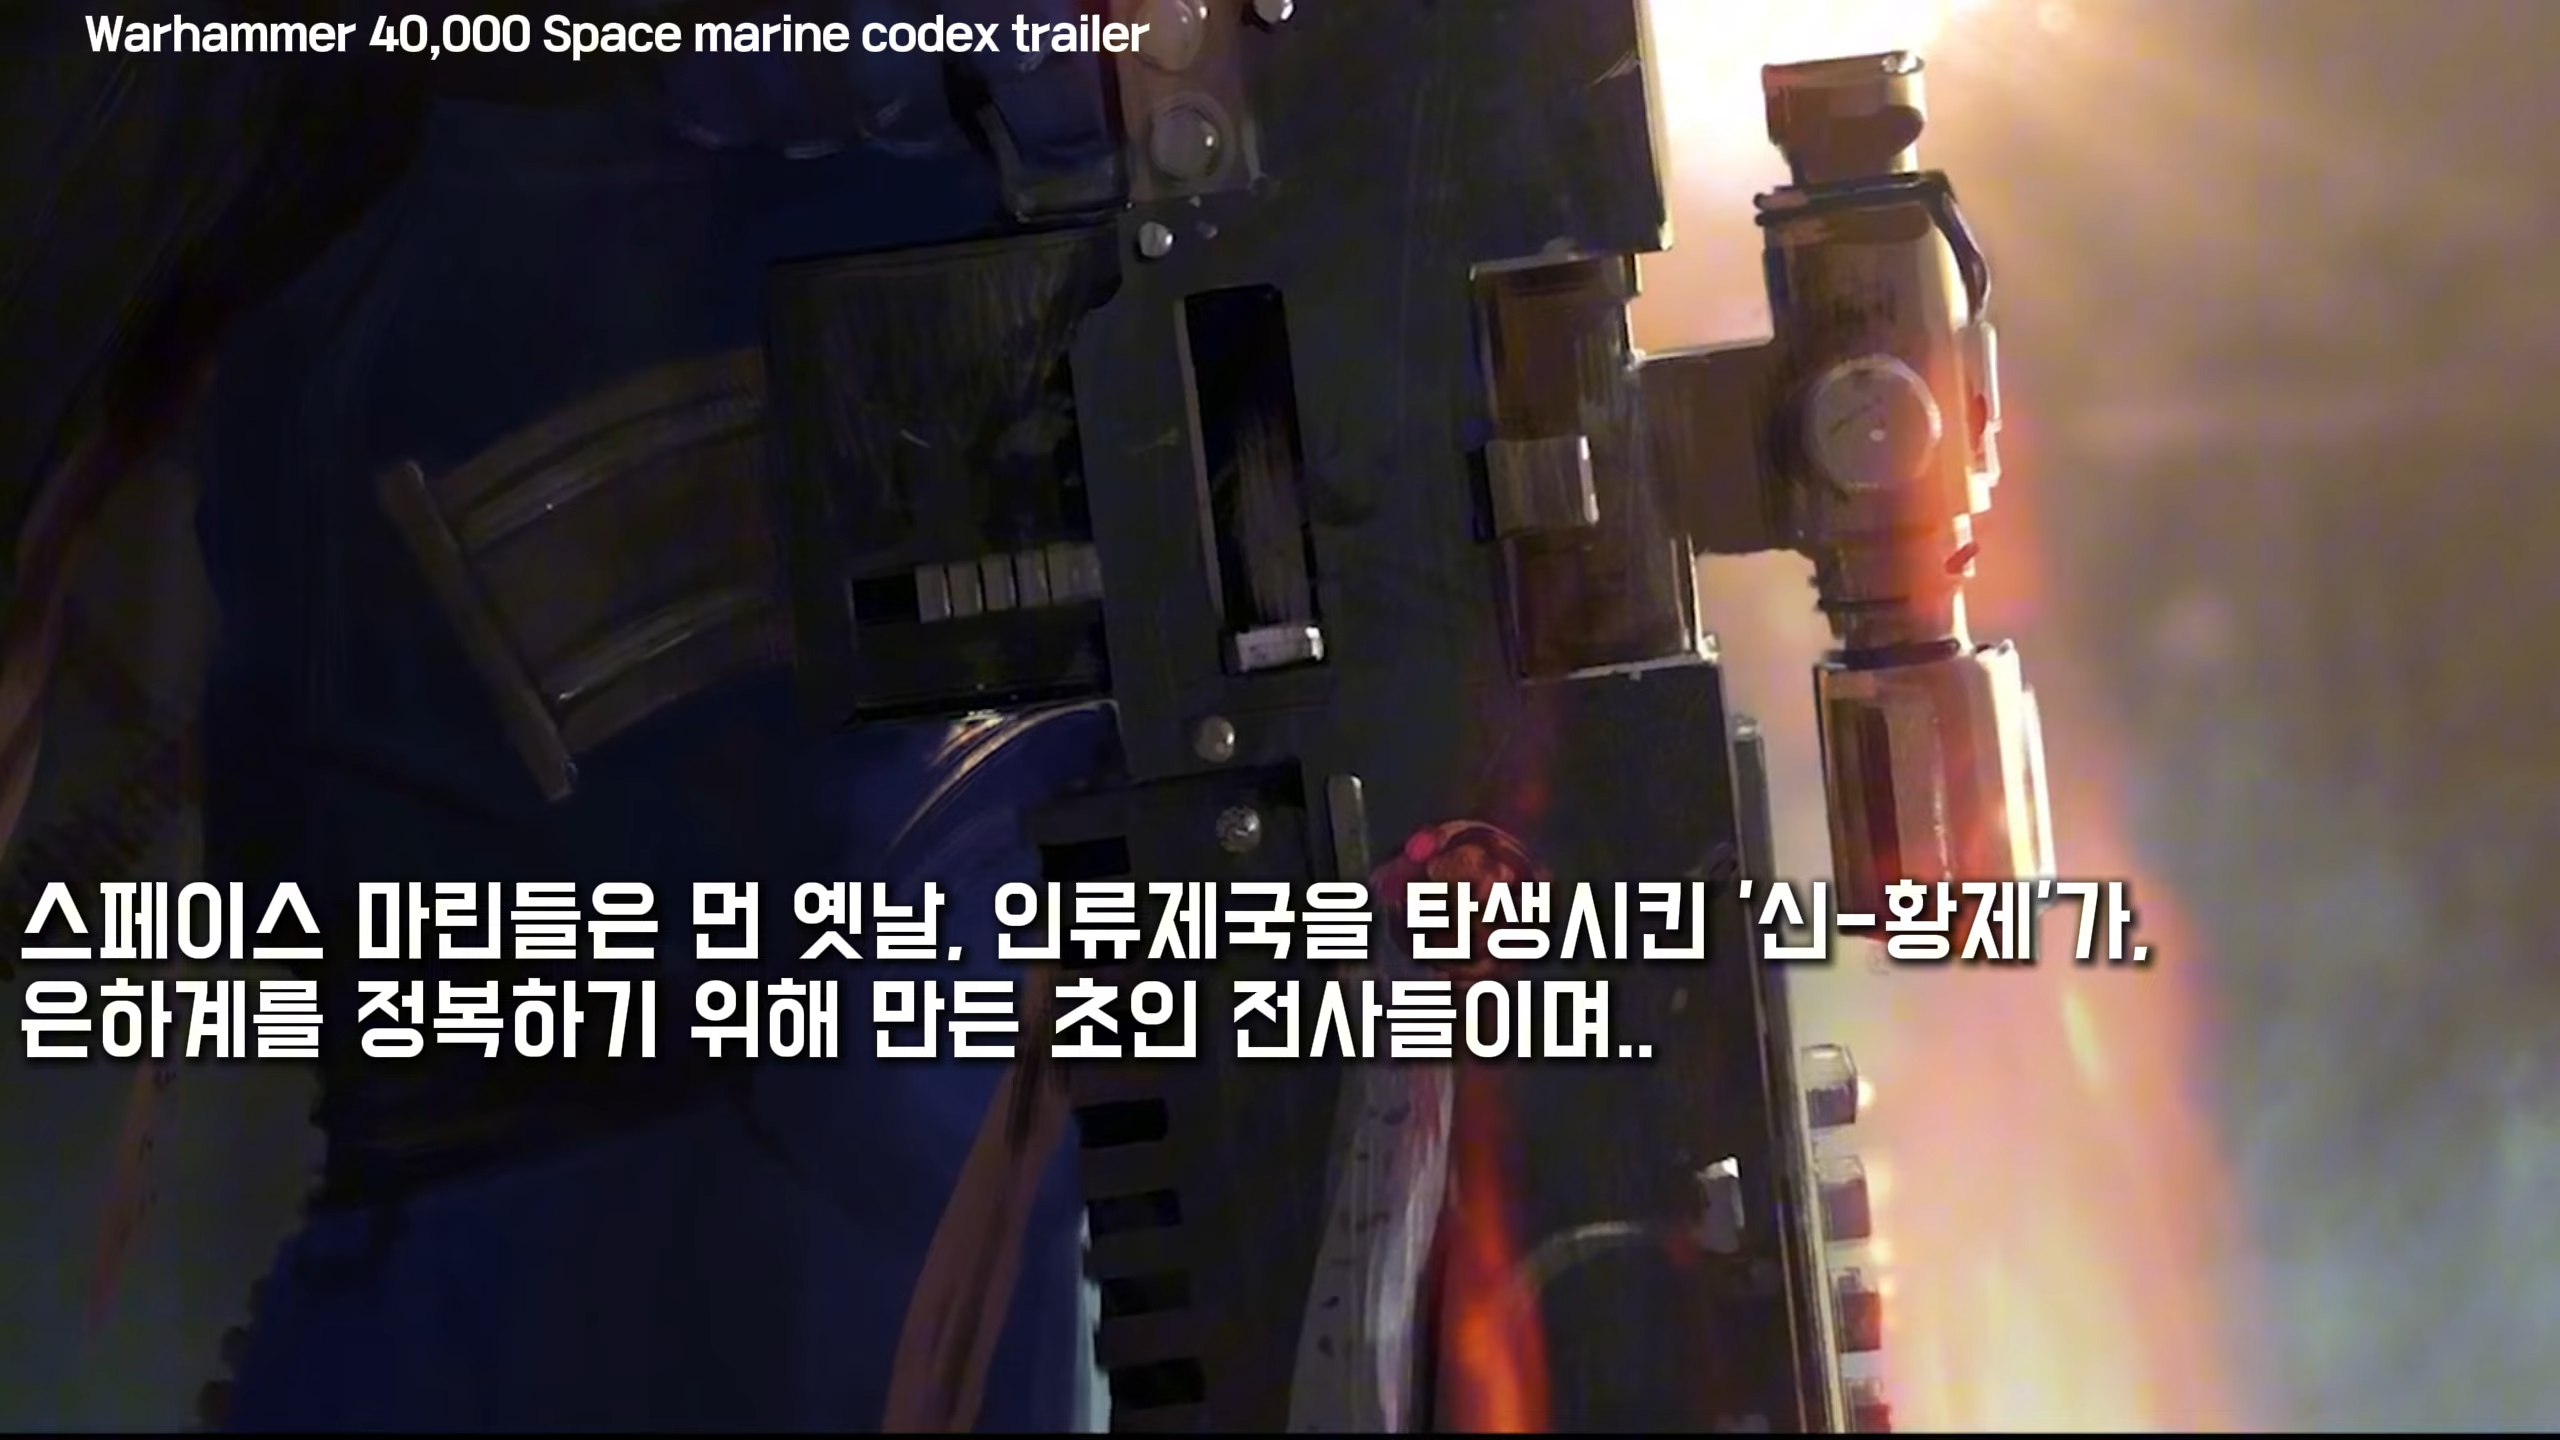 Warhammer 40,000 Space marine codex trailer
스페이스 마린들은 먼 옛날, 인류제국을 탄생시킨 '신-황제'가,
은하계를 정복하기 위해 만든 초인 전사들이며..